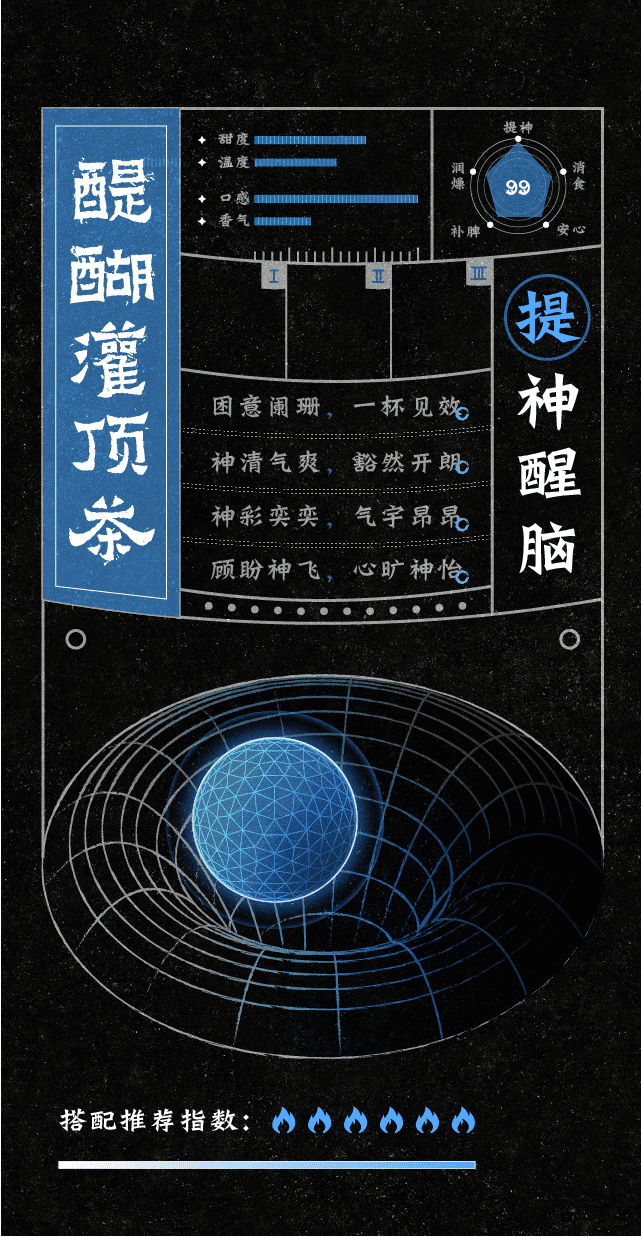 醍醐灌顶茶
甜度
温度
口感
香气
提神
润燥
消食
99
补脾
安心
I
II
III
提神醒脑
困意阑珊，一杯见效
神清气爽，豁然开朗
神彩奕奕，气宇昂昂
顾盼神飞，心旷神怡
搭配推荐指数：